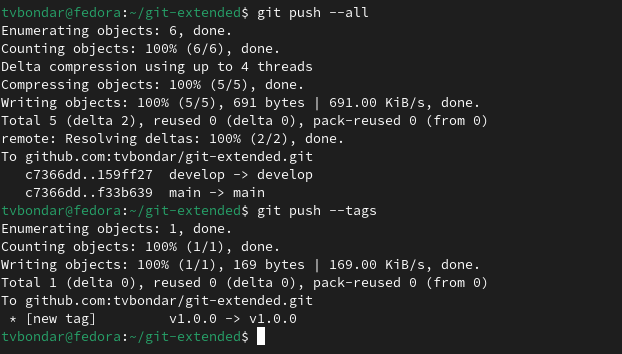 tvbondar@fedora:~/git-extended$ git push --all
Enumerating objects: 6, done.
Counting objects: 100% (6/6), done.
Delta compression using up to 4 threads
Compressing objects: 100% (5/5), done.
Writing objects: 100% (5/5), 691 bytes | 691.00 KiB/s, done.
Total 5 (delta 2), reused 0 (delta 0), pack-reused 0 (from 0)
remote: Resolving deltas: 100% (2/2), done.
To github.com:tvbondar/git-extended.git
   c7366dd..159ff27  develop -> develop
   c7366dd..f33b639  main -> main
tvbondar@fedora:~/git-extended$ git push --tags
Enumerating objects: 1, done.
Counting objects: 100% (1/1), done.
Writing objects: 100% (1/1), 169 bytes | 169.00 KiB/s, done.
Total 1 (delta 0), reused 0 (delta 0), pack-reused 0 (from 0)
To github.com:tvbondar/git-extended.git
 * [new tag]         v1.0.0 -> v1.0.0
tvbondar@fedora:~/git-extended$